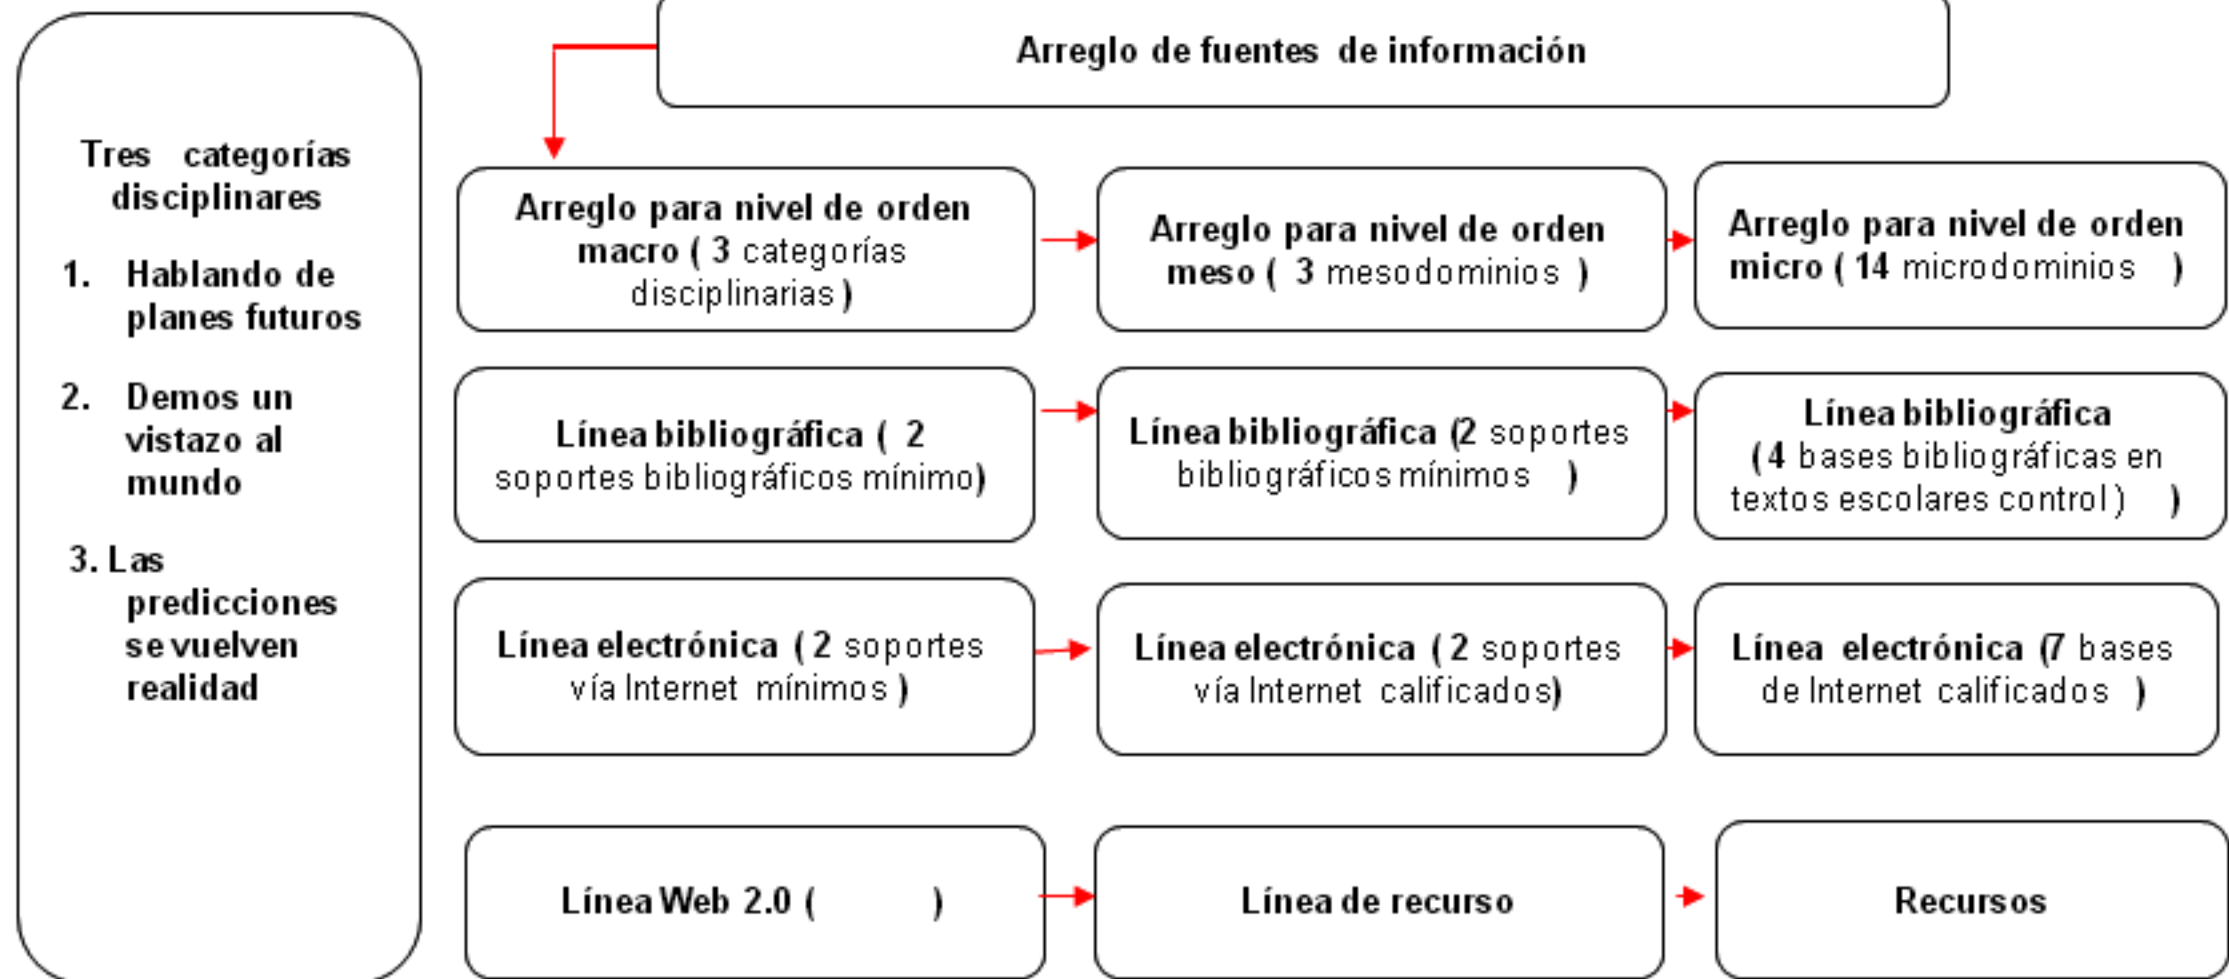 Tres categorías
disciplinares
1. Hablando de
planes futuros
2. Demos un
vistazo al
mundo
3. Las
predicciones
se vuelven
realidad
Arreglo de fuentes de información
Arreglo para nivel de orden
macro ( 3 categorías
disciplinarias)
Arreglo para nivel de orden
meso ( 3 mesodominios )
Arreglo para nivel de orden
micro ( 14 microdominios )
Línea bibliográfica ( 2
soportes bibliográficos mínimo)
Línea bibliográfica (2 soportes
bibliográficos mínimos )
Línea bibliográfica
(4 bases bibliográficas en
textos escolares control) )
Línea electrónica ( 2 soportes
vía Internet mínimos )
Línea electrónica ( 2 soportes
vía Internet calificados)
Línea electrónica (7 bases
de Internet calificados )
Línea Web 2.0 ( )
Línea de recurso
Recursos